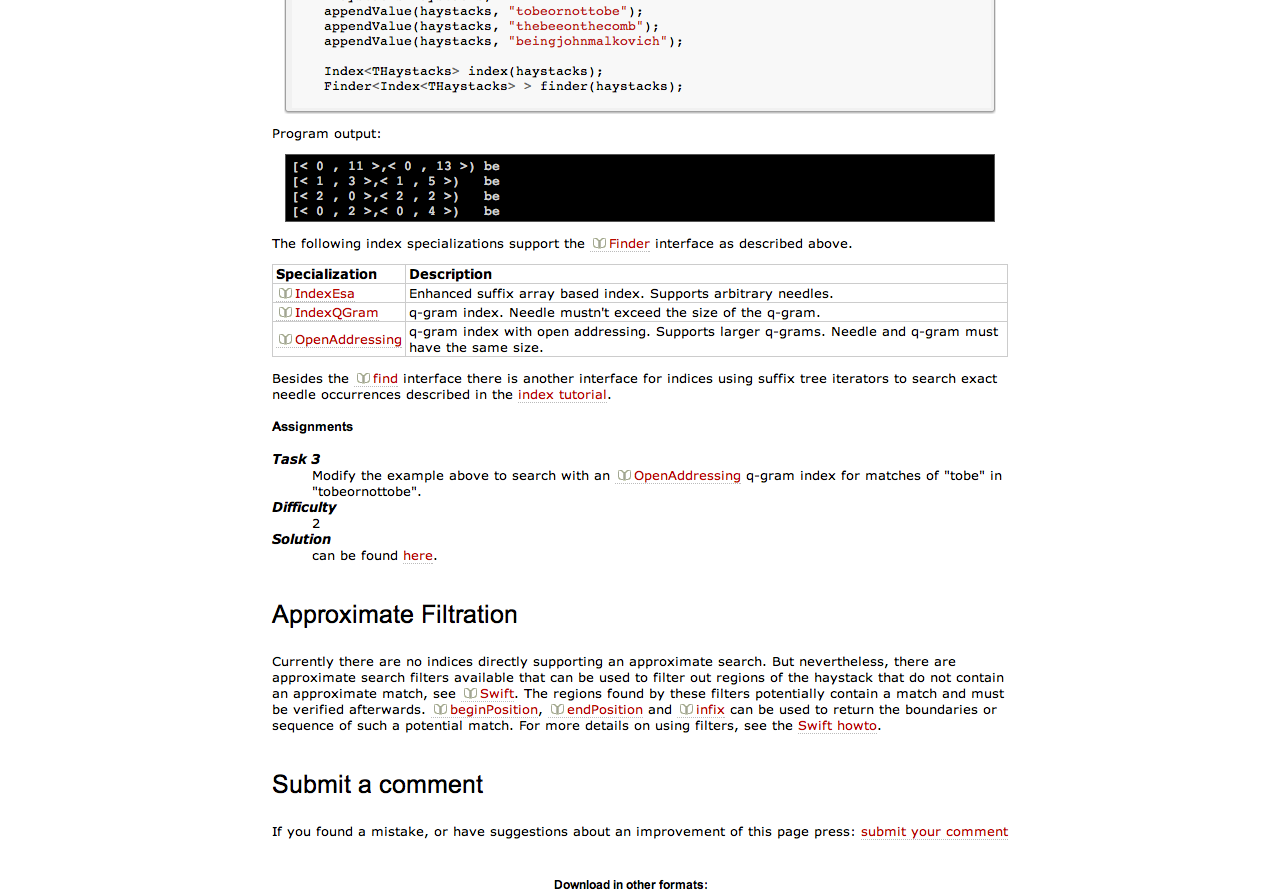 appendValue(haystacks, "tobeornottobe");
appendValue(haystacks, "thebeeonthecomb");
appendValue(haystacks, "beingjohnmalkovich");
Index<THaystacks> index(haystacks);
Finder<Index<THaystacks> > finder(haystacks);
Program output:
[< 0 , 11 >,< 0 , 13 >) be
[< 1 , 3 >,< 1 , 5 >)   be
[< 2 , 0 >,< 2 , 2 >)   be
[< 0 , 2 >,< 0 , 4 >)   be
The following index specializations support the Finder interface as described above.
Specialization Description
IndexEsa Enhanced suffix array based index. Supports arbitrary needles.
IndexQGram q-gram index. Needle mustn't exceed the size of the q-gram.
OpenAddressing q-gram index with open addressing. Supports larger q-grams. Needle and q-gram must
have the same size.
Besides the find interface there is another interface for indices using suffix tree iterators to search exact
needle occurrences described in the index tutorial.
Assignments
Task 3
Modify the example above to search with an OpenAddressing q-gram index for matches of "tobe" in
"tobeornottobe".
Difficulty
2
Solution
can be found here.
Approximate Filtration
Currently there are no indices directly supporting an approximate search. But nevertheless, there are
approximate search filters available that can be used to filter out regions of the haystack that do not contain
an approximate match, see Swift. The regions found by these filters potentially contain a match and must
be verified afterwards. beginPosition, endPosition and infix can be used to return the boundaries or
sequence of such a potential match. For more details on using filters, see the Swift howto.
Submit a comment
If you found a mistake, or have suggestions about an improvement of this page press: submit your comment
Download in other formats: